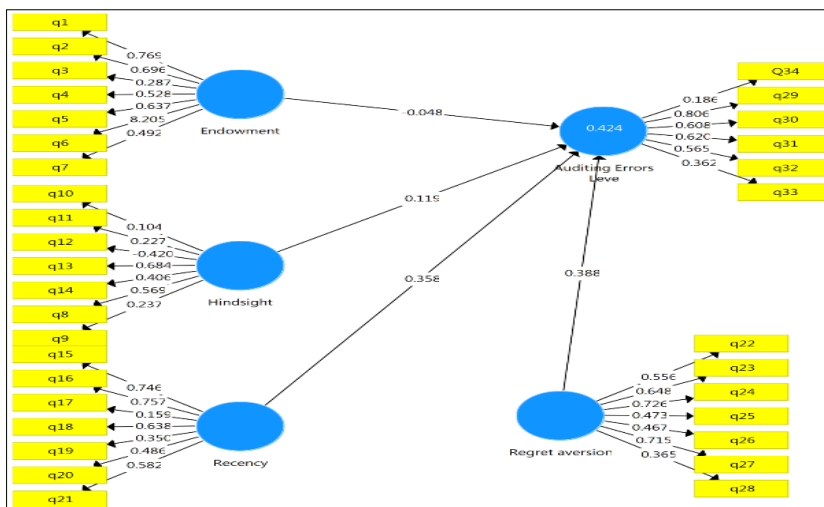 q1
q2
q3
q4
q5
q6
q7
0.769
0.696
0.287
0.528
0.637
8.205
0.492
Endowment
q10
q11
q12
q13
q14
q8
q9
0.104
0.227
-0.420
0.684
0.406
0.569
0.237
Hindsight
q15
q16
q17
q18
q19
q20
q21
0.746
0.757
0.159
0.638
0.350
0.486
0.582
Recency
-0.048
0.119
0.358
0.388
0.424
Auditing Errors
Leve
0.186
0.806
0.608
0.620
0.565
0.362
Q34
q29
q30
q31
q32
q33
Regret aversion
0.556
0.648
0.726
0.473
0.467
0.715
0.365
q22
q23
q24
q25
q26
q27
q28